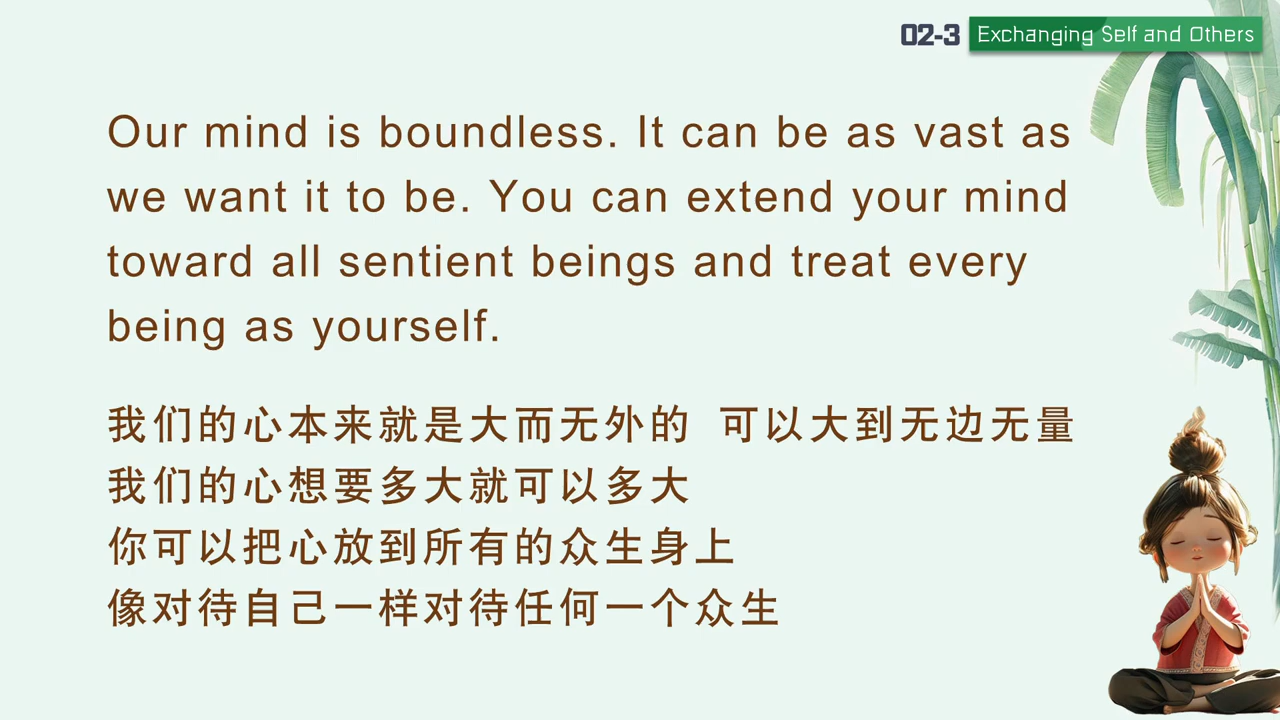 02-3 Exchanging Self and Others
Our mind is boundless. It can be as vast as
we want it to be. You can extend your mind
toward all sentient beings and treat every
being as yourself.
我们的心本来就是大而无外的 可以大到无边无量
我们的心想要多大就可以多大
你可以把心放到所有的众生身上
像对待自己一样对待任何一个众生